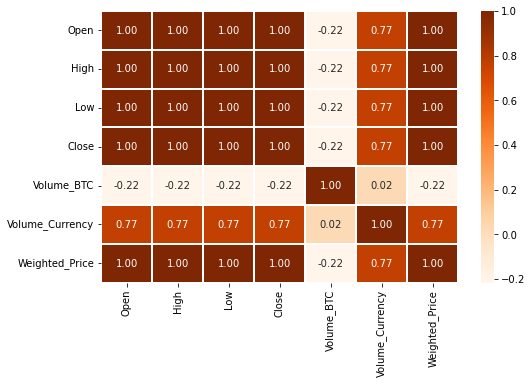 Open 1.00 1.00 1.00 1.00 -0.22 0.77 1.00
High 1.00 1.00 1.00 1.00 -0.22 0.77 1.00
Low 1.00 1.00 1.00 1.00 -0.22 0.77 1.00
Close 1.00 1.00 1.00 1.00 -0.22 0.77 1.00
Volume_BTC -0.22 -0.22 -0.22 -0.22 1.00 0.02 -0.22
Volume_Currency 0.77 0.77 0.77 0.77 0.02 1.00 0.77
Weighted_Price 1.00 1.00 1.00 1.00 -0.22 0.77 1.00
Open High Low Close Volume_BTC Volume_Currency Weighted_Price
1.0
0.8
0.6
0.4
0.2
0.0
−0.2